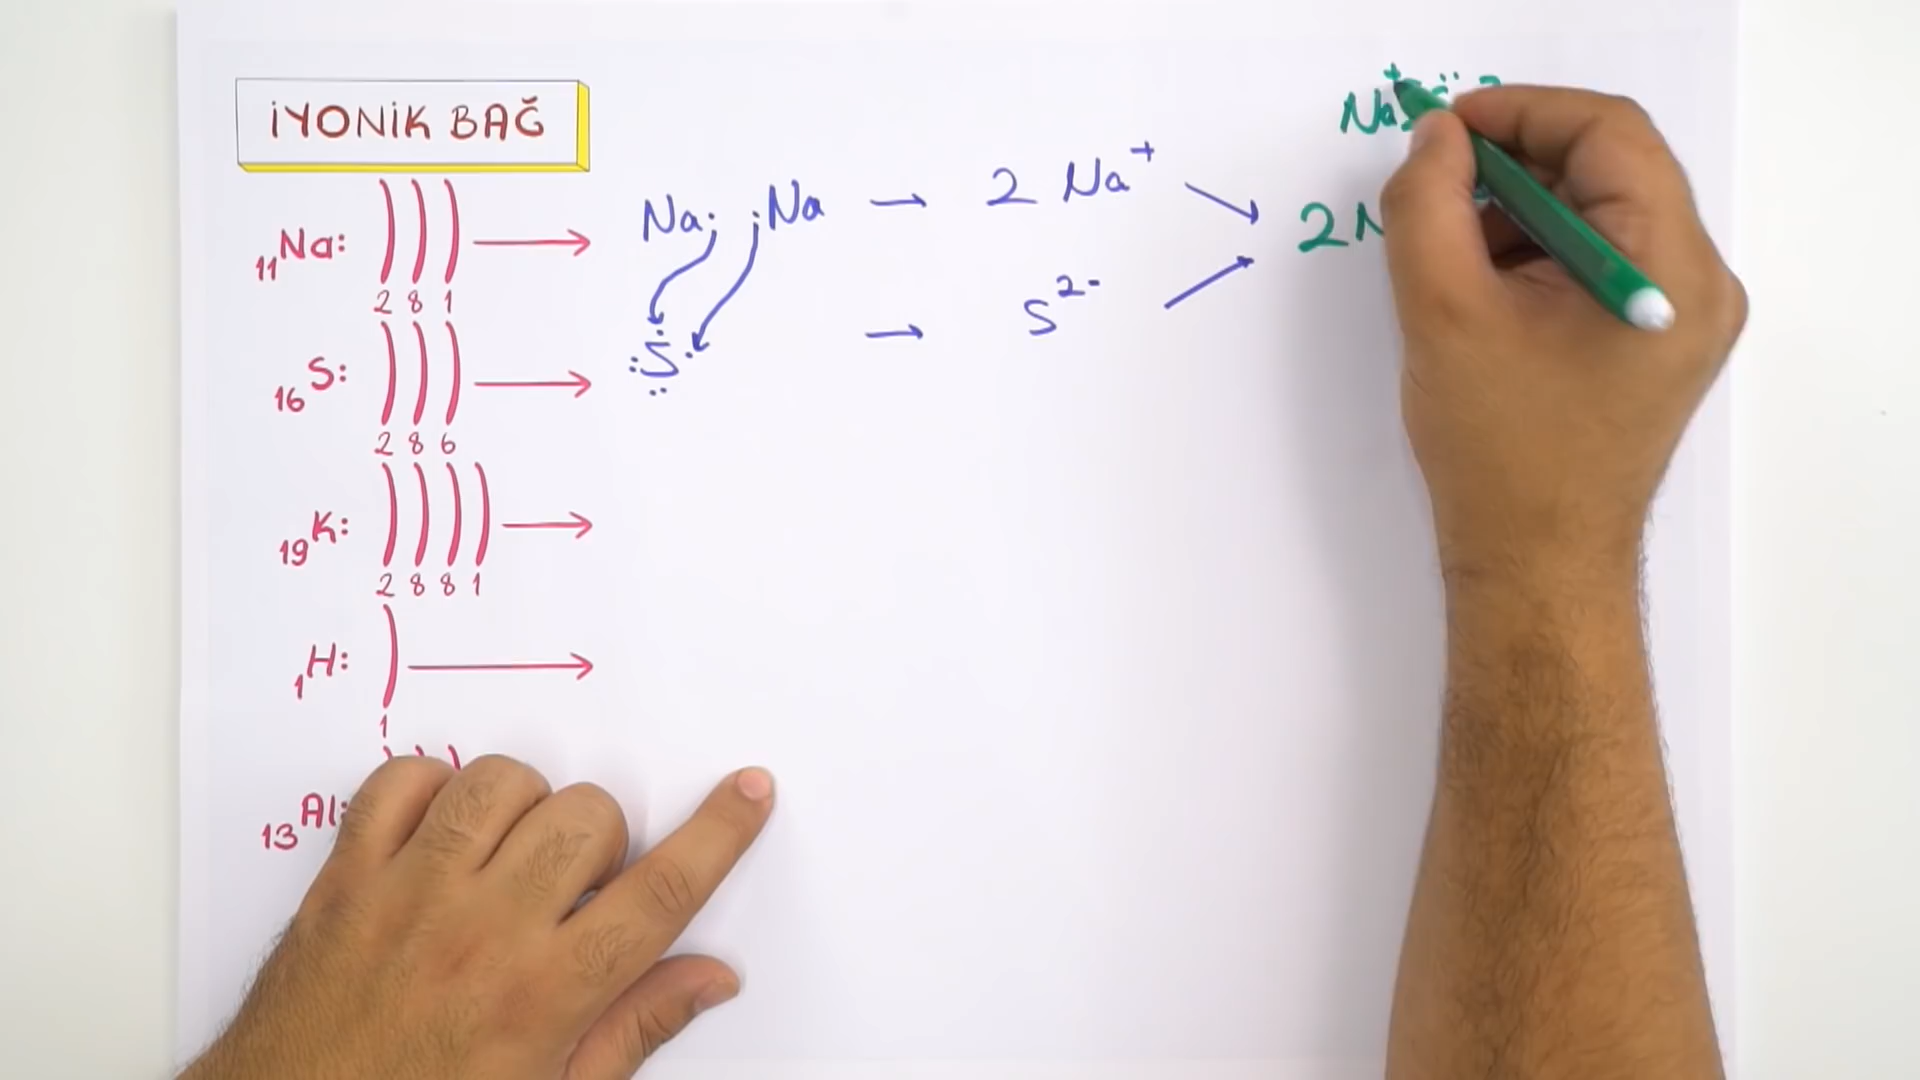 İYONİK BAĞ
₁₁Na: 2 8 1
Na· ·Na → 2 Na⁺
₁₆S: 2 8 6
:S· → S²⁻
₁₉K: 2 8 8 1
₁H: 1
₁₃Al:
Na⁺
2 N